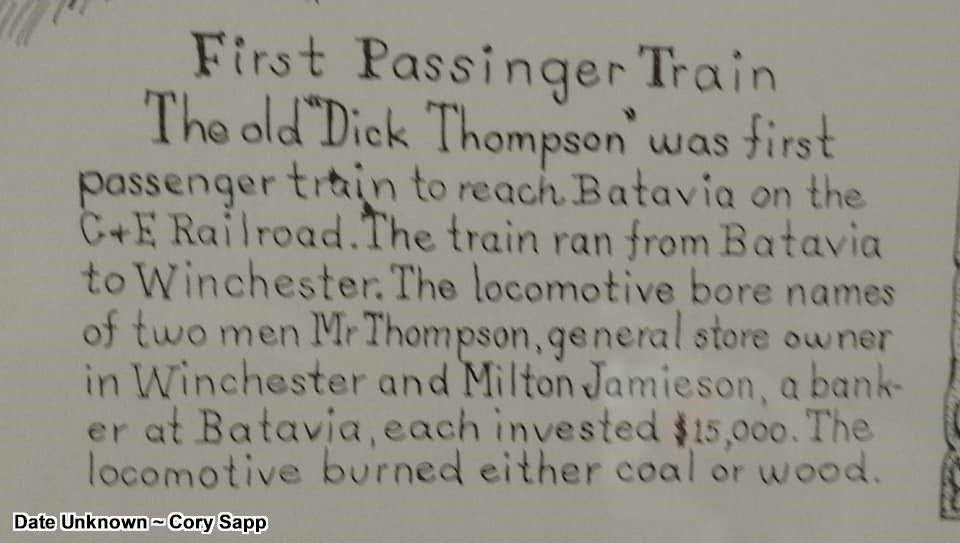 First Passinger Train
The old "Dick Thompson" was first
passenger train to reach Batavia on the
C+E Railroad. The train ran from Batavia
to Winchester. The locomotive bore names
of two men Mr Thompson, general store owner
in Winchester and Milton Jamieson, a bank-
er at Batavia, each invested $15,000. The
locomotive burned either coal or wood.
Date Unknown ~ Cory Sapp